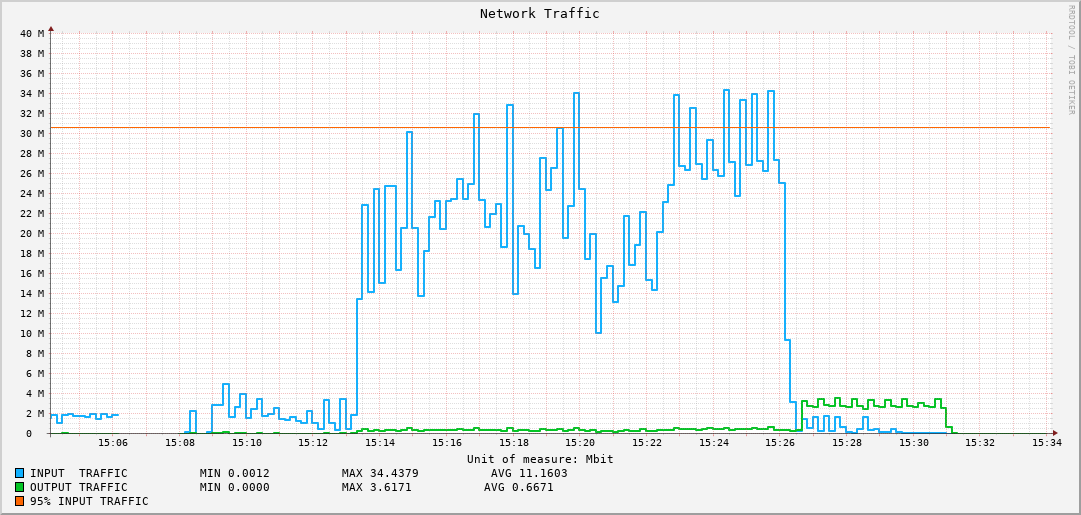 Network Traffic
RRDTOOL / TOBI OETIKER
40 M
38 M
36 M
34 M
32 M
30 M
28 M
26 M
24 M
22 M
20 M
18 M
16 M
14 M
12 M
10 M
8 M
6 M
4 M
2 M
0
15:06 15:08 15:10 15:12 15:14 15:16 15:18 15:20 15:22 15:24 15:26 15:28 15:30 15:32 15:34
Unit of measure: Mbit
INPUT TRAFFIC MIN 0.0012 MAX 34.4379 AVG 11.1603
OUTPUT TRAFFIC MIN 0.0000 MAX 3.6171 AVG 0.6671
95% INPUT TRAFFIC